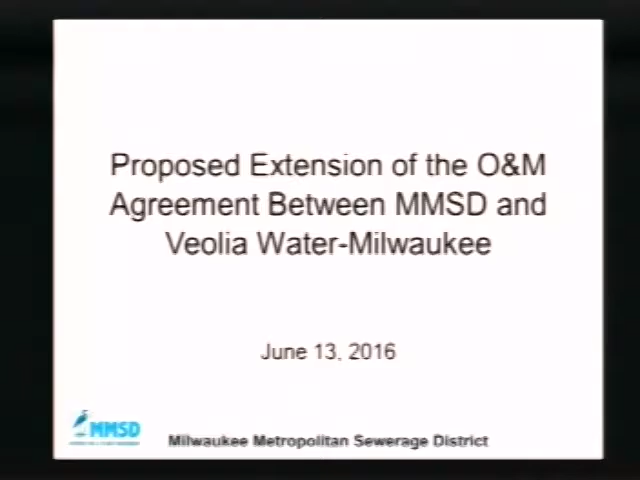 Proposed Extension of the O&M
Agreement Between MMSD and
Veolia Water-Milwaukee
June 13, 2016
MMSD
Milwaukee Metropolitan Sewerage District